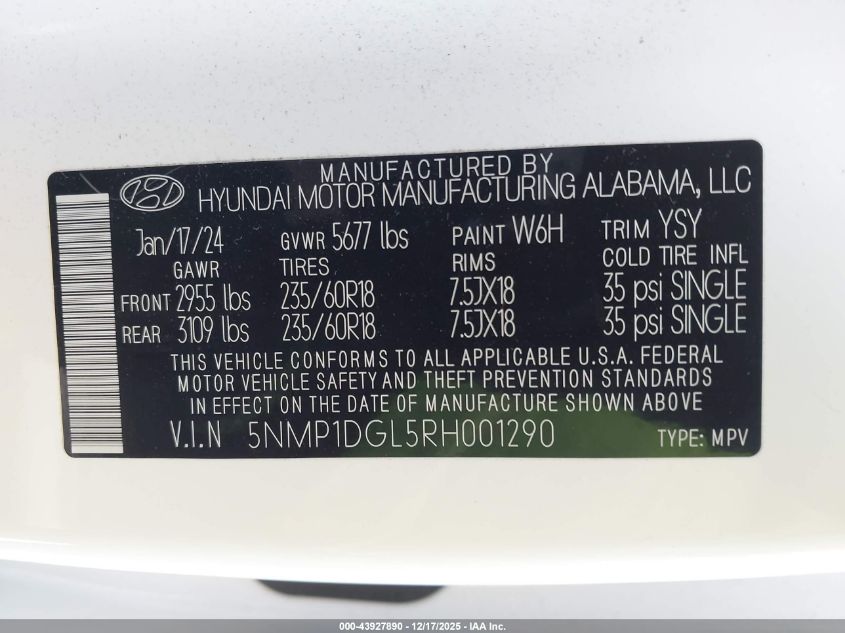 MANUFACTURED BY
HYUNDAI MOTOR MANUFACTURING ALABAMA, LLC
Jan/17/24 GVWR 5677 lbs PAINT W6H TRIM YSY
GAWR TIRES RIMS COLD TIRE INFL
FRONT 2955 lbs 235/60R18 7.5JX18 35 psi SINGLE
REAR 3109 lbs 235/60R18 7.5JX18 35 psi SINGLE
THIS VEHICLE CONFORMS TO ALL APPLICABLE U.S.A. FEDERAL
MOTOR VEHICLE SAFETY AND THEFT PREVENTION STANDARDS
IN EFFECT ON THE DATE OF MANUFACTURE SHOWN ABOVE
V.I.N 5NMP1DGL5RH001290 TYPE: MPV
000-43927890 - 12/17/2025 - IAA Inc.